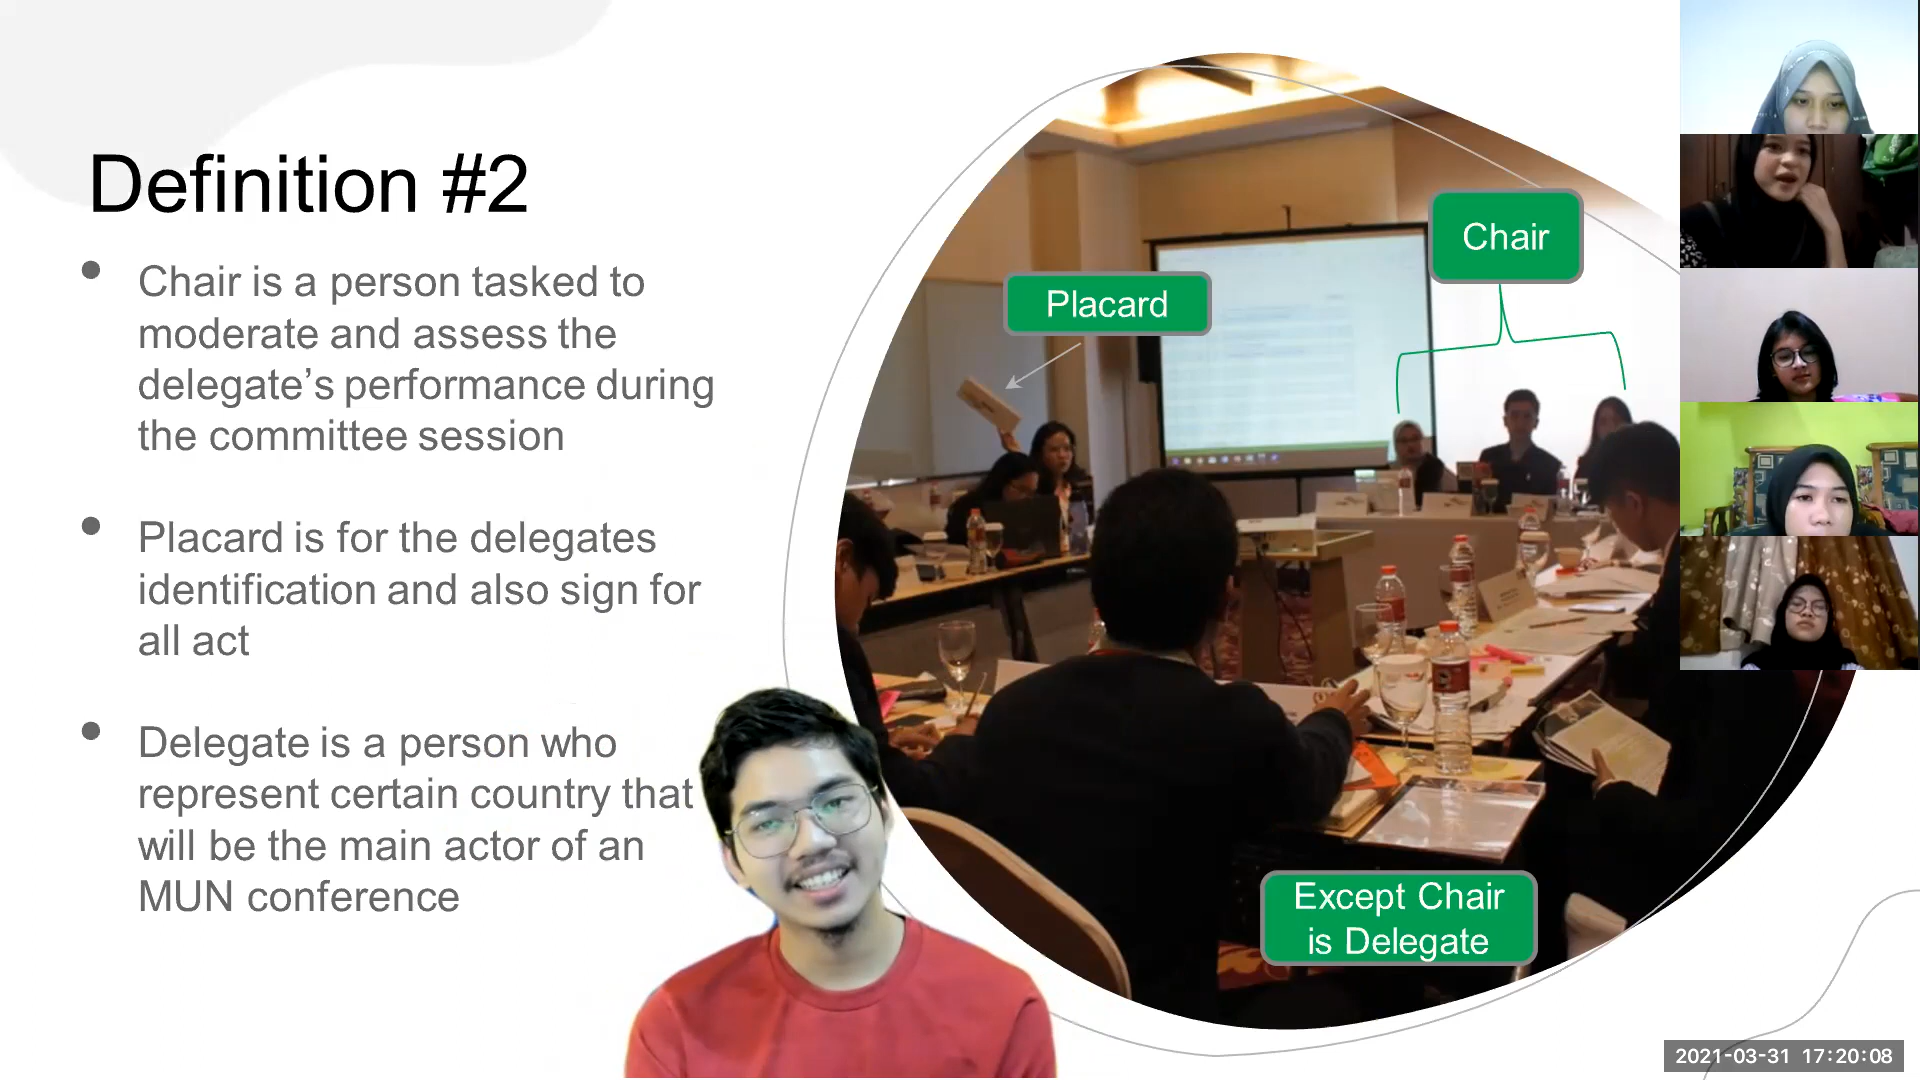 Definition #2
Chair is a person tasked to
moderate and assess the
delegate's performance during
the committee session
Placard is for the delegates
identification and also sign for
all act
Delegate is a person who
represent certain country that
will be the main actor of an
MUN conference
Placard
Chair
Except Chair
is Delegate
2021-03-31 17:20:08